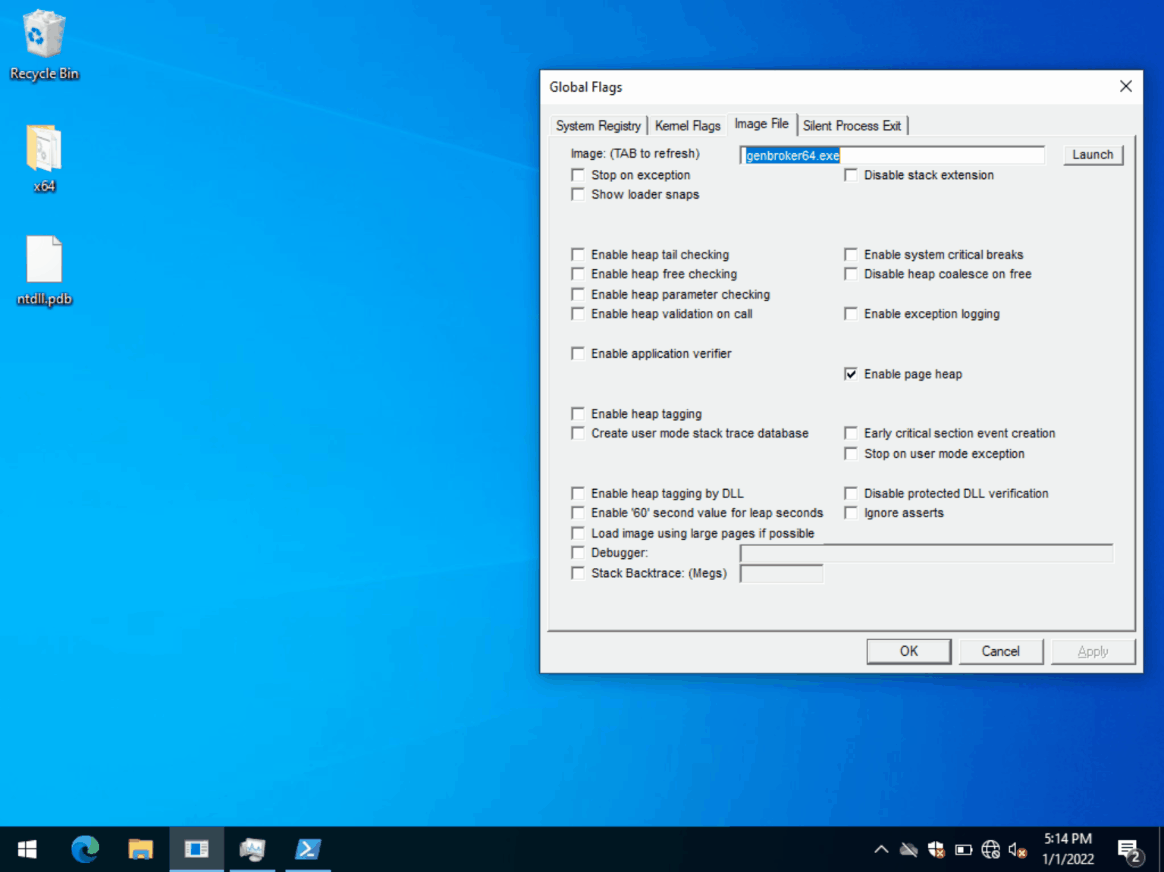 Recycle Bin
x64
ntdll.pdb
Global Flags
System Registry Kernel Flags Image File Silent Process Exit
Image: (TAB to refresh) genbroker64.exe Launch
Stop on exception Disable stack extension
Show loader snaps
Enable heap tail checking Enable system critical breaks
Enable heap free checking Disable heap coalesce on free
Enable heap parameter checking
Enable heap validation on call Enable exception logging
Enable application verifier
Enable page heap
Enable heap tagging
Create user mode stack trace database Early critical section event creation
Stop on user mode exception
Enable heap tagging by DLL Disable protected DLL verification
Enable '60' second value for leap seconds Ignore asserts
Load image using large pages if possible
Debugger:
Stack Backtrace: (Megs)
OK Cancel Apply
5:14 PM
1/1/2022
2